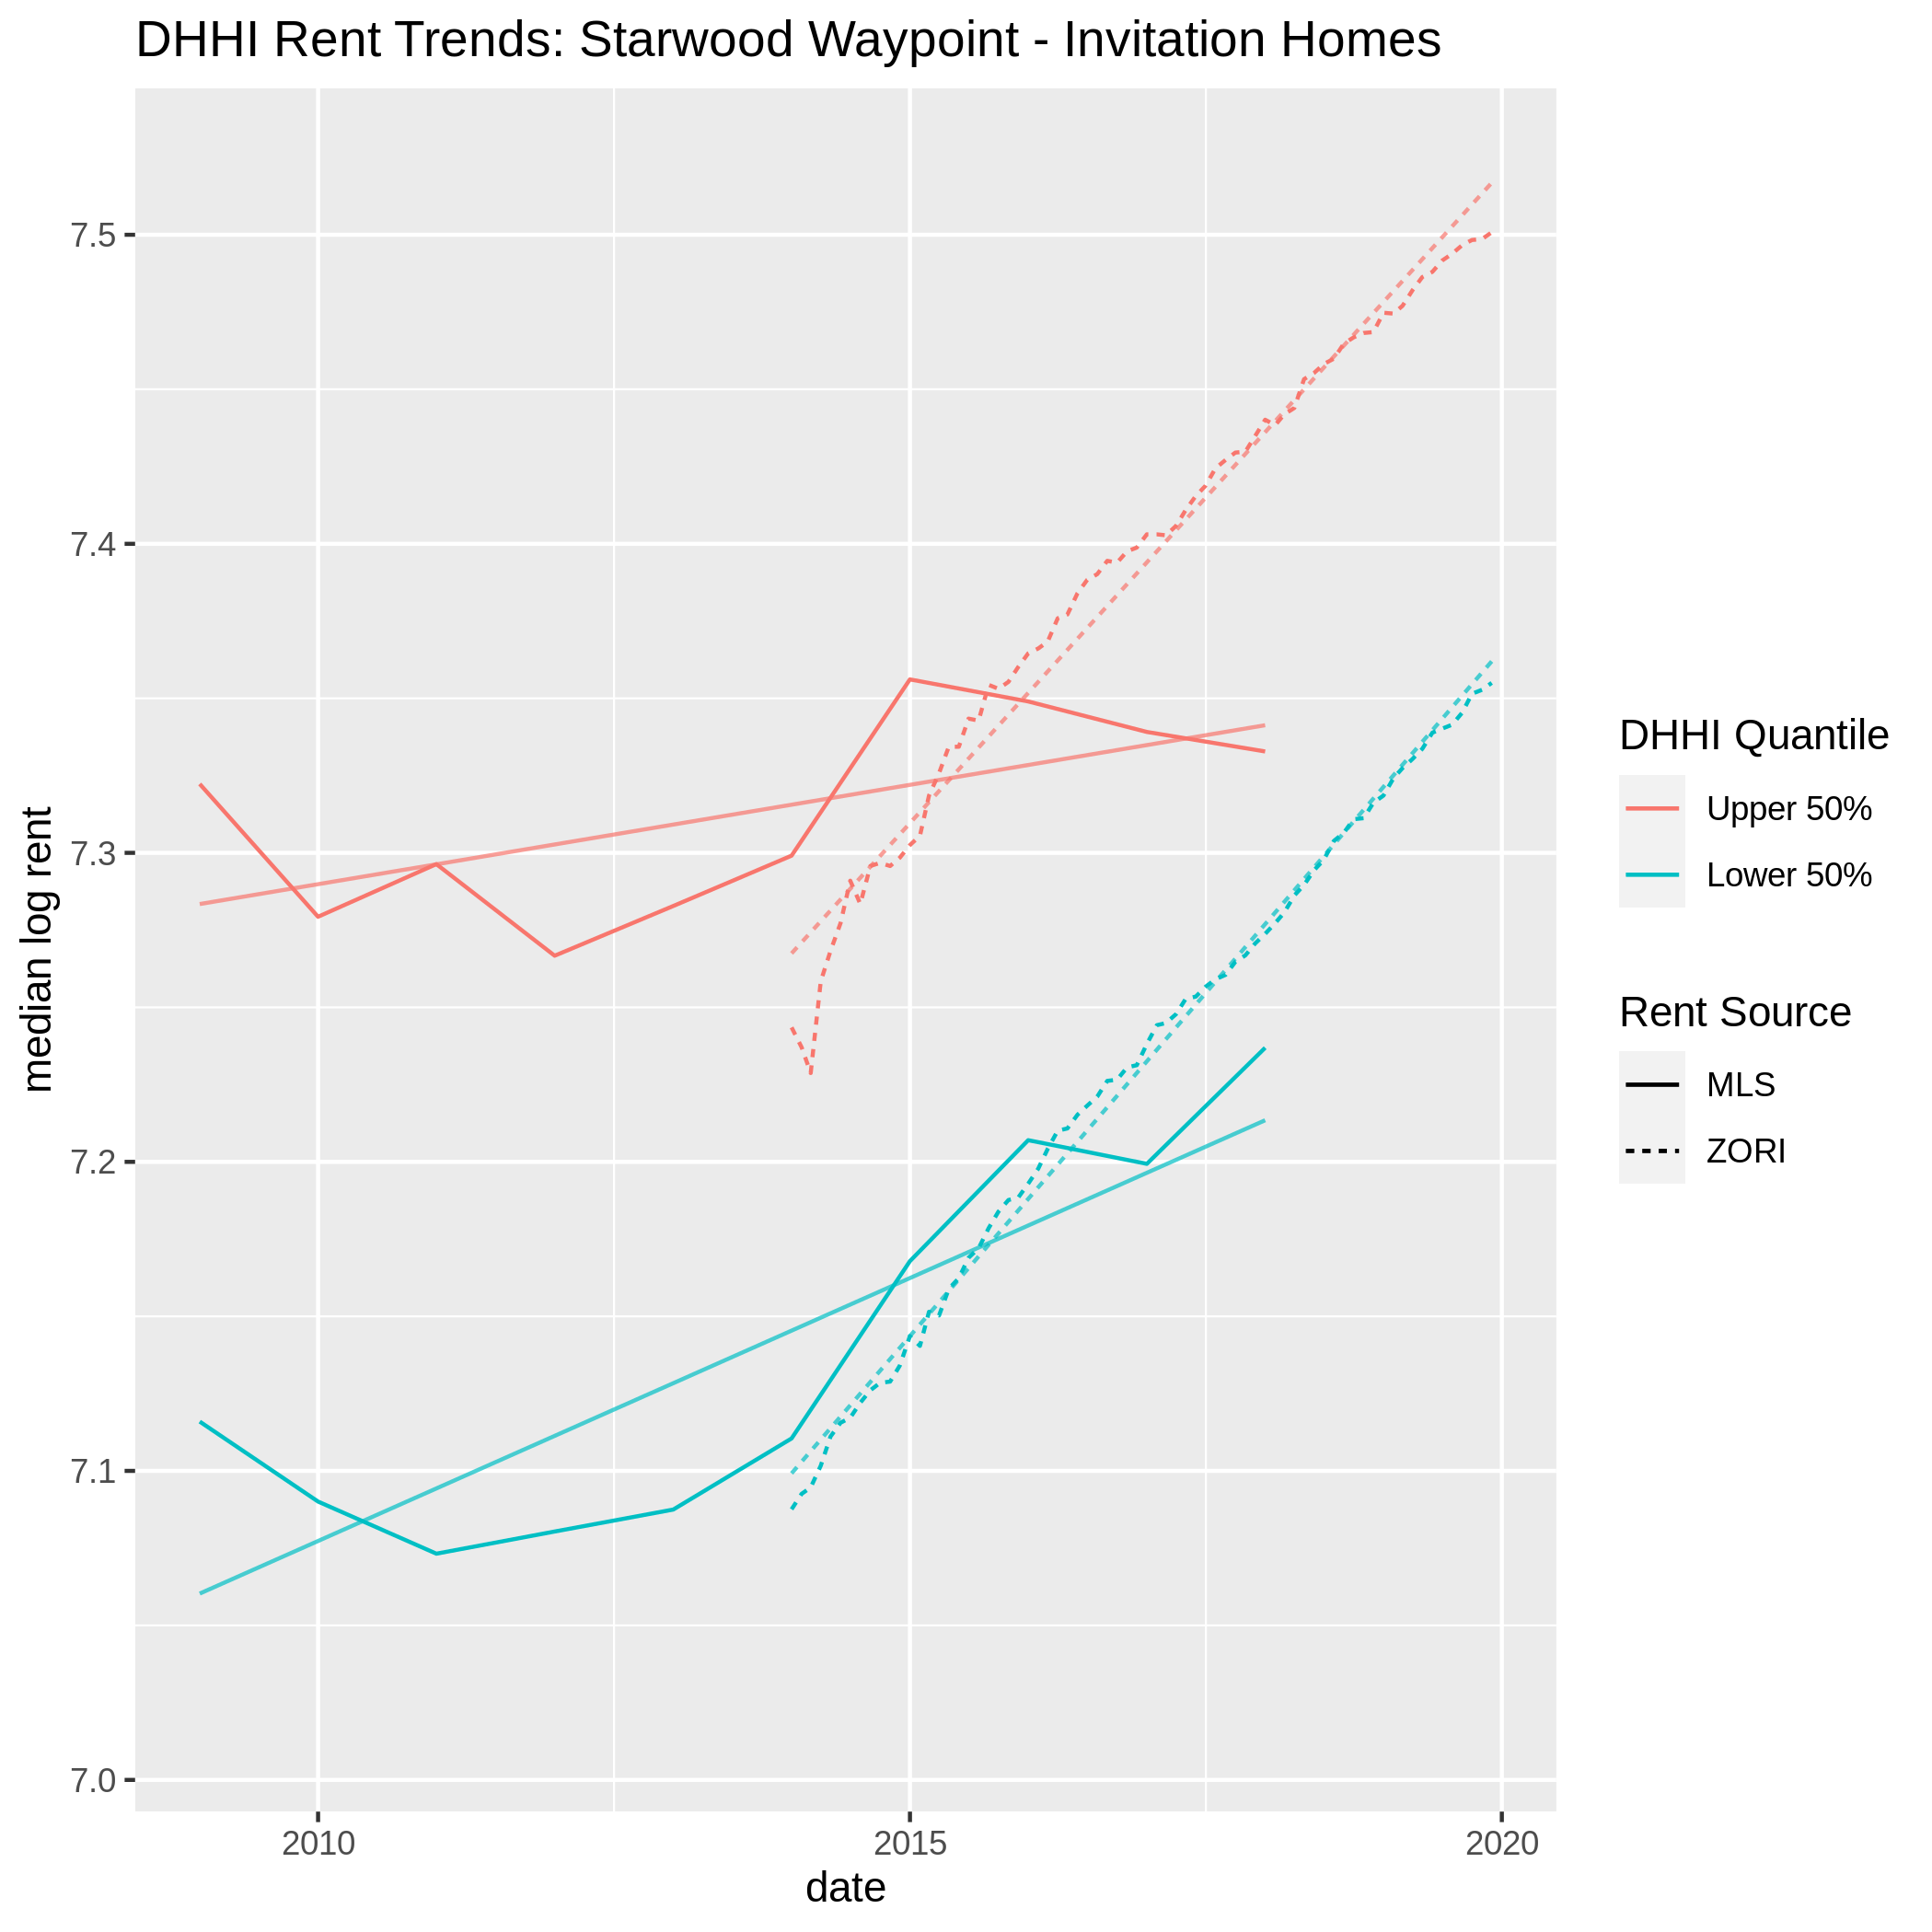 DHHI Rent Trends: Starwood Waypoint - Invitation Homes
7.5
7.4
7.3
7.2
7.1
7.0
median log rent
2010
2015
2020
date
DHHI Quantile
Upper 50%
Lower 50%
Rent Source
MLS
ZORI